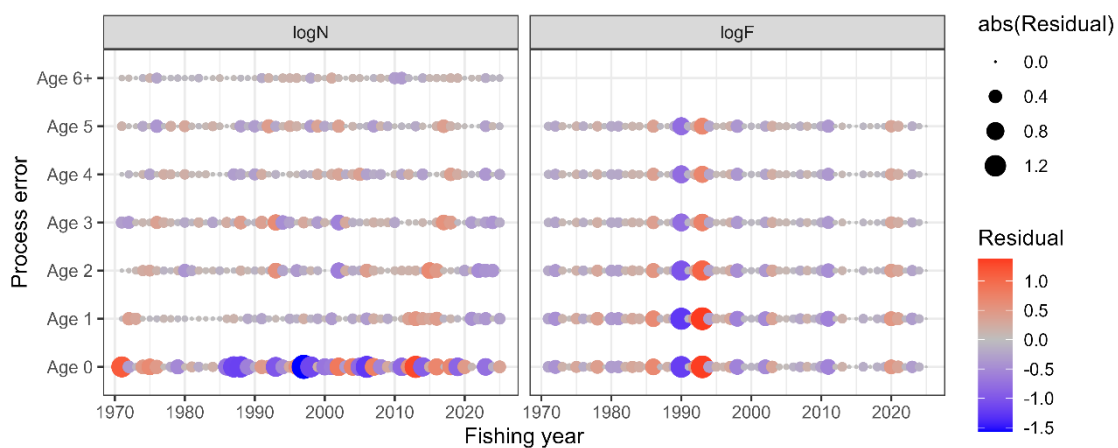 logN
logF
Process error
Age 6+
Age 5
Age 4
Age 3
Age 2
Age 1
Age 0
1970 1980 1990 2000 2010 2020
1970 1980 1990 2000 2010 2020
Fishing year
abs(Residual)
0.0
0.4
0.8
1.2
Residual
1.0
0.5
0.0
-0.5
-1.0
-1.5